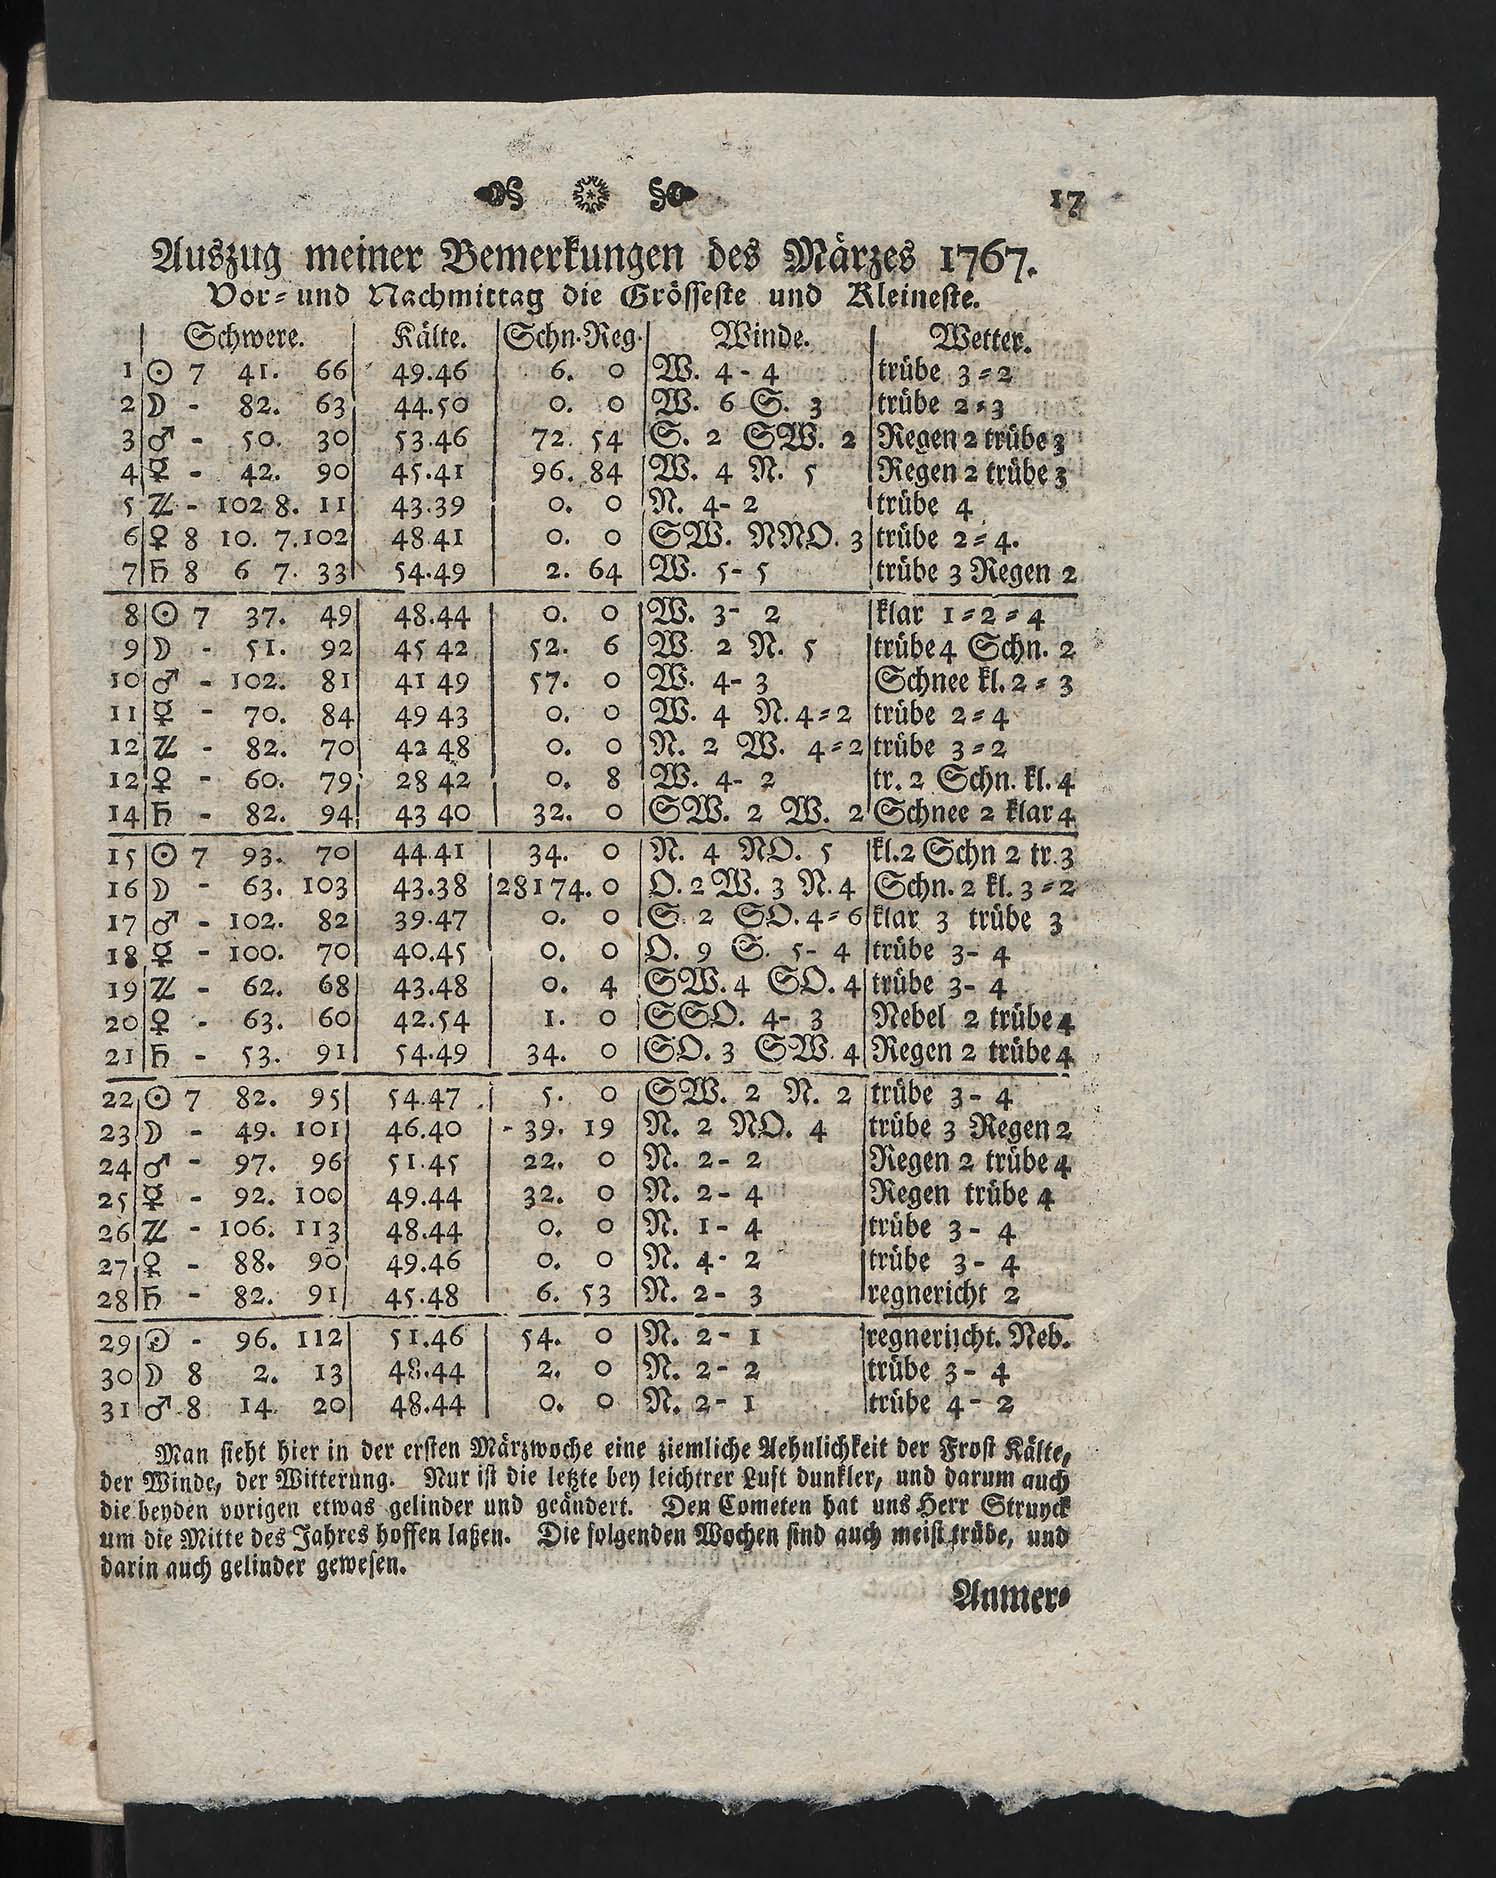 17
Auszug meiner Bemerkungen des Märzes 1767.
Vor- und Nachmittag die Grösseste und Kleineste.
Schwere. Kälte. Schn. Reg. Winde. Wetter.
1 ☉ 7 41. 66 49.46 6. 0 W. 4 - 4 trübe 3=2
2 ☽ - 82. 63 44.50 0. 0 W. 6 S. 3 trübe 2=3
3 ♂ - 50. 30 53.46 72. 54 S. 2 SW. 2 Regen 2 trübe 3
4 ☿ - 42. 90 45.41 96. 84 W. 4 N. 5 Regen 2 trübe 3
5 ♃ - 102 8. 11 43.39 0. 0 N. 4- 2 trübe 4
6 ♀ 8 10. 7.102 48.41 0. 0 SW. NNO. 3 trübe 2=4.
7 ♄ 8 6 7. 33 54.49 2. 64 W. 5- 5 trübe 3 Regen 2
8 ☉ 7 37. 49 48.44 0. 0 W. 3- 2 klar 1=2=4
9 ☽ - 51. 92 45 42 52. 6 W. 2 N. 5 trübe 4 Schn. 2
10 ♂ - 102. 81 41 49 57. 0 W. 4- 3 Schnee kl. 2= 3
11 ☿ - 70. 84 49 43 0. 0 W. 4 N. 4=2 trübe 2=4
12 ♃ - 82. 70 42 48 0. 0 N. 2 W. 4=2 trübe 3=2
12 ♀ - 60. 79 28 42 0. 8 W. 4- 2 tr. 2 Schn. kl. 4
14 ♄ - 82. 94 43 40 32. 0 SW. 2 W. 2 Schnee 2 klar 4
15 ☉ 7 93. 70 44.41 34. 0 N. 4 NO. 5 kl. 2 Schn 2 tr. 3
16 ☽ - 63. 103 43.38 28174. 0 O. 2 W. 3 N. 4 Schn. 2 kl. 3=2
17 ♂ - 102. 82 39.47 0. 0 S. 2 SO. 4=6 klar 3 trübe 3
18 ☿ - 100. 70 40.45 0. 0 O. 9 S. 5- 4 trübe 3- 4
19 ♃ - 62. 68 43.48 0. 4 SW. 4 SO. 4 trübe 3- 4
20 ♀ - 63. 60 42.54 1. 0 SSO. 4- 3 Nebel 2 trübe 4
21 ♄ - 53. 91 54.49 34. 0 SO. 3 SW. 4 Regen 2 trübe 4
22 ☉ 7 82. 95 54.47 5. 0 SW. 2 N. 2 trübe 3- 4
23 ☽ - 49. 101 46.40 - 39. 19 N. 2 NO. 4 trübe 3 Regen 2
24 ♂ - 97. 96 51.45 22. 0 N. 2- 2 Regen 2 trübe 4
25 ☿ - 92. 100 49.44 32. 0 N. 2- 4 Regen trübe 4
26 ♃ - 106. 113 48.44 0. 0 N. 1- 4 trübe 3- 4
27 ♀ - 88. 90 49.46 0. 0 N. 4- 2 trübe 3- 4
28 ♄ - 82. 91 45.48 6. 53 N. 2- 3 regnericht 2
29 ☉ - 96. 112 51.46 54. 0 N. 2- 1 regnerijcht. Neb.
30 ☽ 8 2. 13 48.44 2. 0 N. 2- 2 trübe 3- 4
31 ♂ 8 14. 20 48.44 0. 0 N. 2- 1 trübe 4- 2
Man sieht hier in der ersten Märzwoche eine ziemliche Aehnlichkeit der Frost Kälte,
der Winde, der Witterung. Nur ist die letzte bey leichtrer Luft dunkler, und darum auch
die beyden vorigen etwas gelinder und geändert. Den Cometen hat uns Herr Struyck
um die Mitte des Jahres hoffen laßen. Die folgenden Wochen sind auch meist trübe, und
darin auch gelinder gewesen.
Anmer=